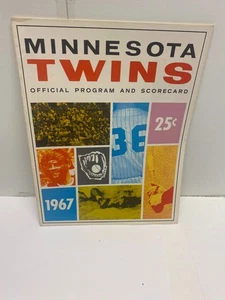 MINNESOTA
TWINS
OFFICIAL PROGRAM AND SCORECARD
25¢
36
1967